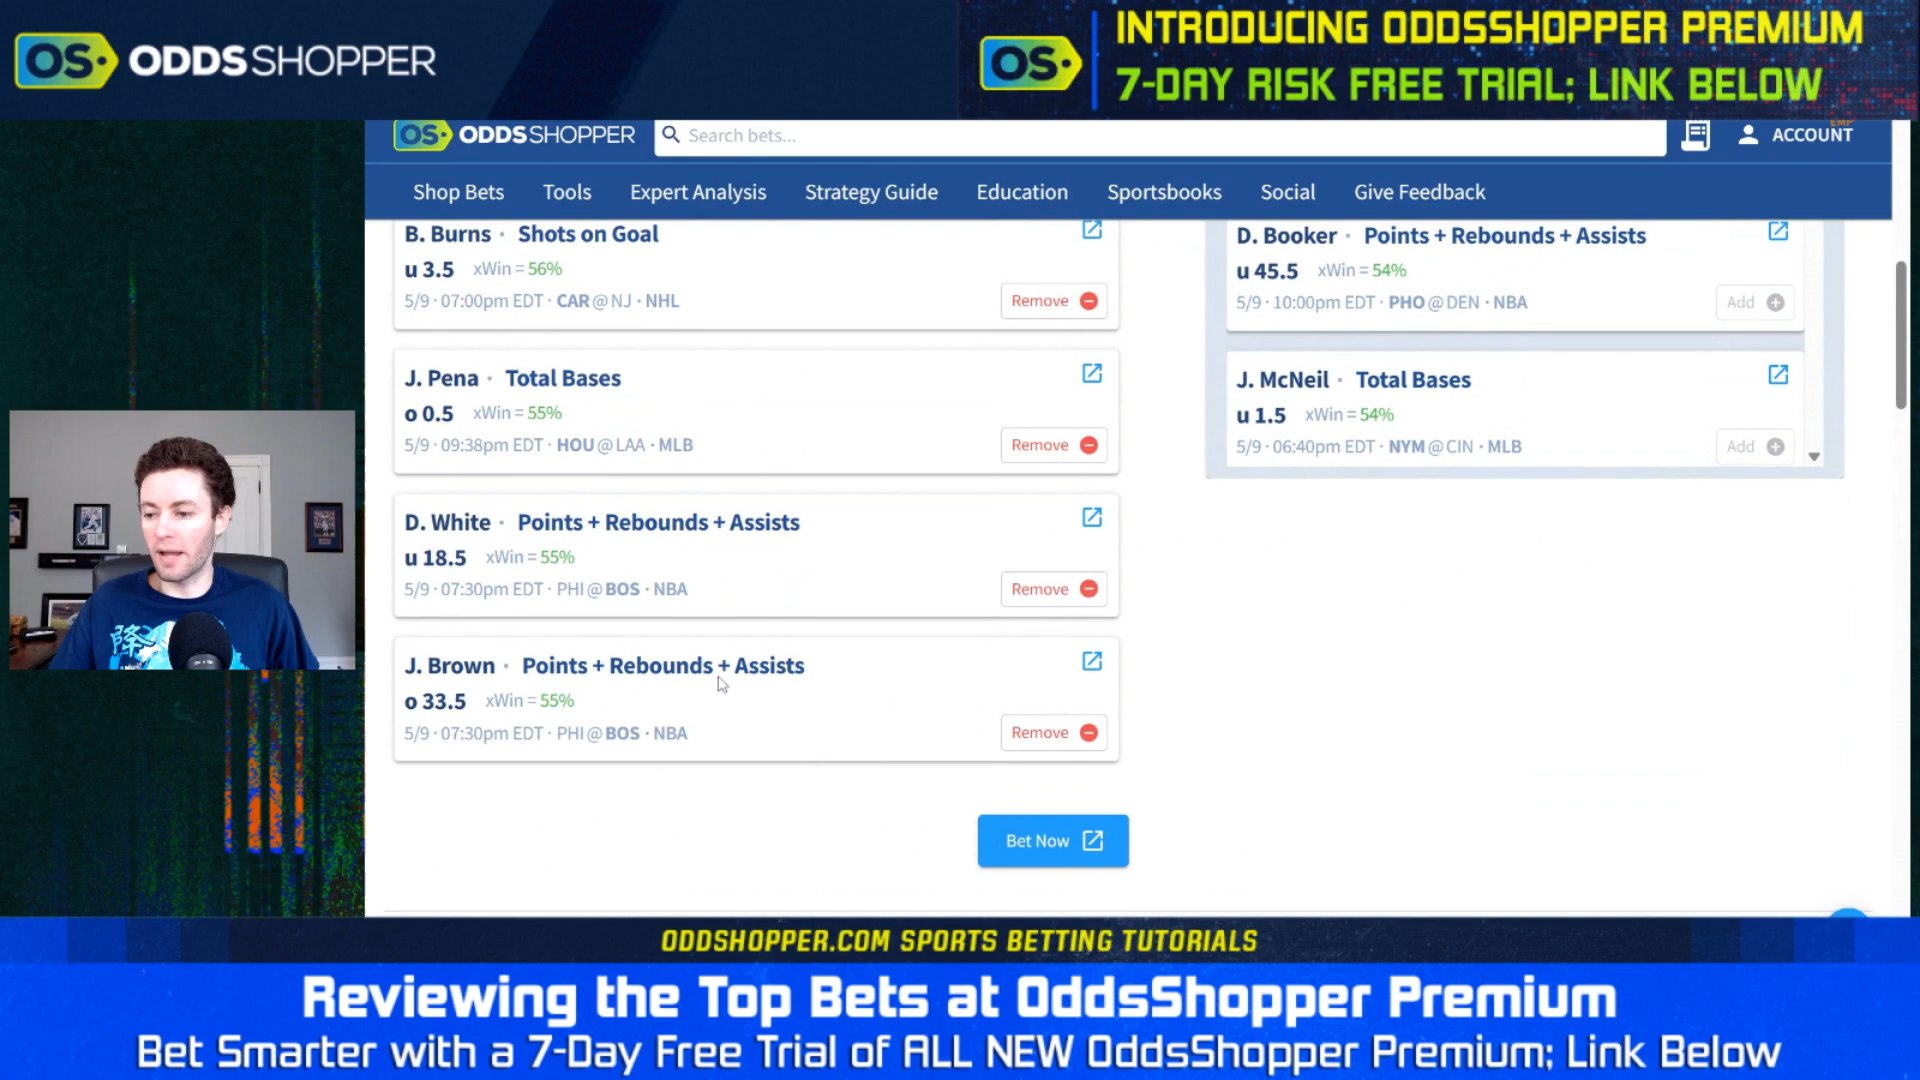 OS ODDSSHOPPER
OS
INTRODUCING ODDSSHOPPER PREMIUM
7-DAY RISK FREE TRIAL; LINK BELOW
OS ODDSSHOPPER
Search bets...
EMP
ACCOUNT
Shop Bets Tools Expert Analysis Strategy Guide Education Sportsbooks Social Give Feedback
B. Burns · Shots on Goal
u 3.5 xWin = 56%
5/9 · 07:00pm EDT · CAR @ NJ · NHL
Remove
J. Pena · Total Bases
o 0.5 xWin = 55%
5/9 · 09:38pm EDT · HOU @ LAA · MLB
Remove
D. White · Points + Rebounds + Assists
u 18.5 xWin = 55%
5/9 · 07:30pm EDT · PHI @ BOS · NBA
Remove
J. Brown · Points + Rebounds + Assists
o 33.5 xWin = 55%
5/9 · 07:30pm EDT · PHI @ BOS · NBA
Remove
Bet Now
D. Booker · Points + Rebounds + Assists
u 45.5 xWin = 54%
5/9 · 10:00pm EDT · PHO @ DEN · NBA
Add
J. McNeil · Total Bases
u 1.5 xWin = 54%
5/9 · 06:40pm EDT · NYM @ CIN · MLB
Add
ODDSHOPPER.COM SPORTS BETTING TUTORIALS
Reviewing the Top Bets at OddsShopper Premium
Bet Smarter with a 7-Day Free Trial of ALL NEW OddsShopper Premium; Link Below